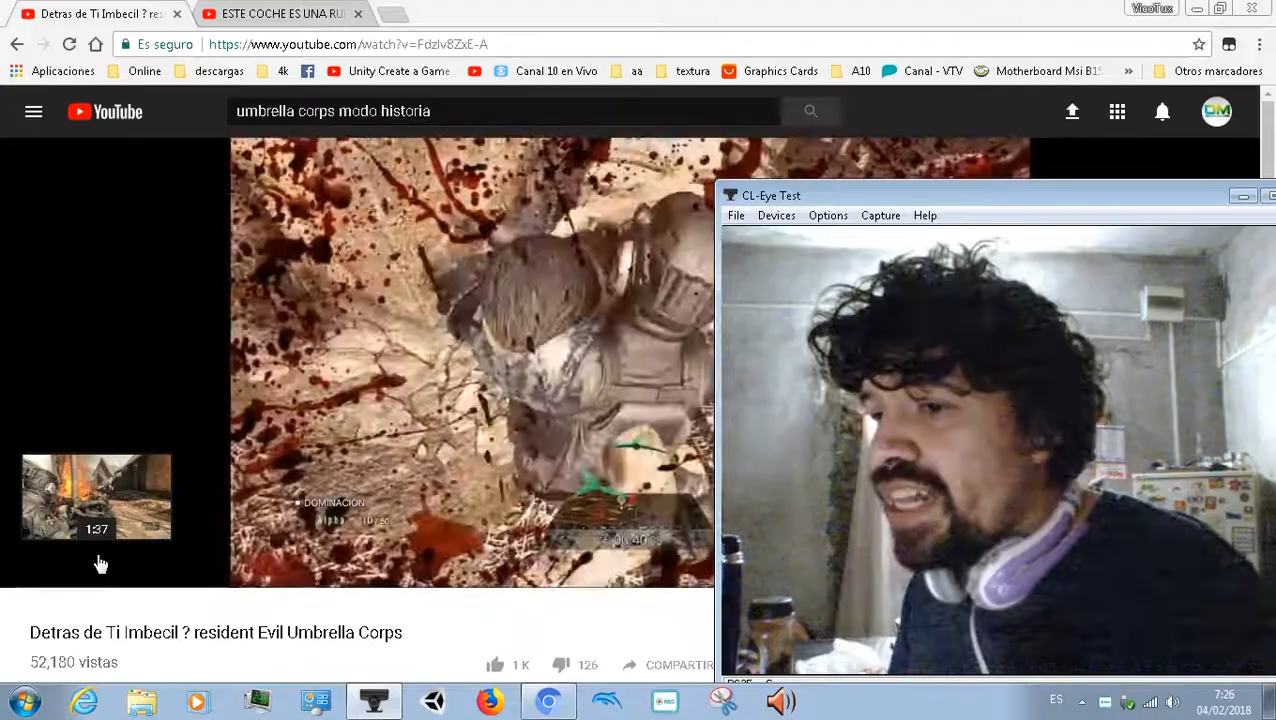 Detras de Ti Imbecil ? res
ESTE COCHE ES UNA RU
VicoTux
Es seguro
https://www.youtube.com/watch?v=Fdzlv8ZxE-A
Aplicaciones
Online
descargas
4k
Unity Create a Game
Canal 10 en Vivo
aa
textura
Graphics Cards
A10
Canal - VTV
Motherboard Msi B15
»
Otros marcadores
YouTube
umbrella corps modo historia
DM
CL-Eye Test
File Devices Options Capture Help
DOMINACION
Alpha
1:37
Detras de Ti Imbecil ? resident Evil Umbrella Corps
52,180 vistas
1 K
126
COMPARTIR
REC
ES
7:26
04/02/2018